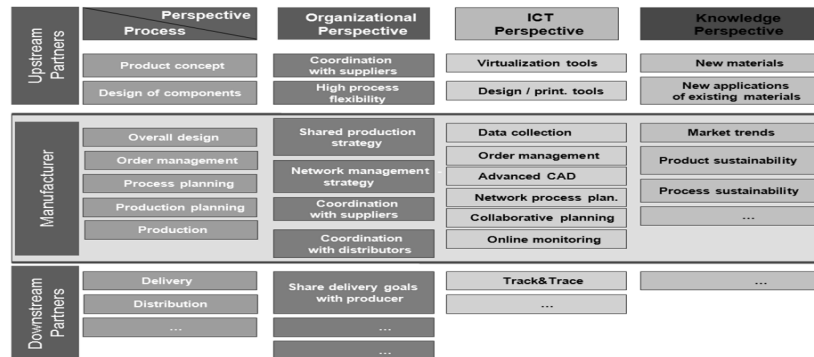 Perspective
Process
Organizational
Perspective
ICT
Perspective
Knowledge
Perspective
Upstream
Partners
Product concept
Design of components
Coordination
with suppliers
High process
flexibility
Virtualization tools
Design / print. tools
New materials
New applications
of existing materials
Manufacturer
Overall design
Order management
Process planning
Production planning
Production
Shared production
strategy
Network management
strategy
Coordination
with suppliers
Coordination
with distributors
Data collection
Order management
Advanced CAD
Network process plan.
Collaborative planning
Online monitoring
Market trends
Product sustainability
Process sustainability
...
Downstream
Partners
Delivery
Distribution
...
Share delivery goals
with producer
...
...
Track&Trace
...
...